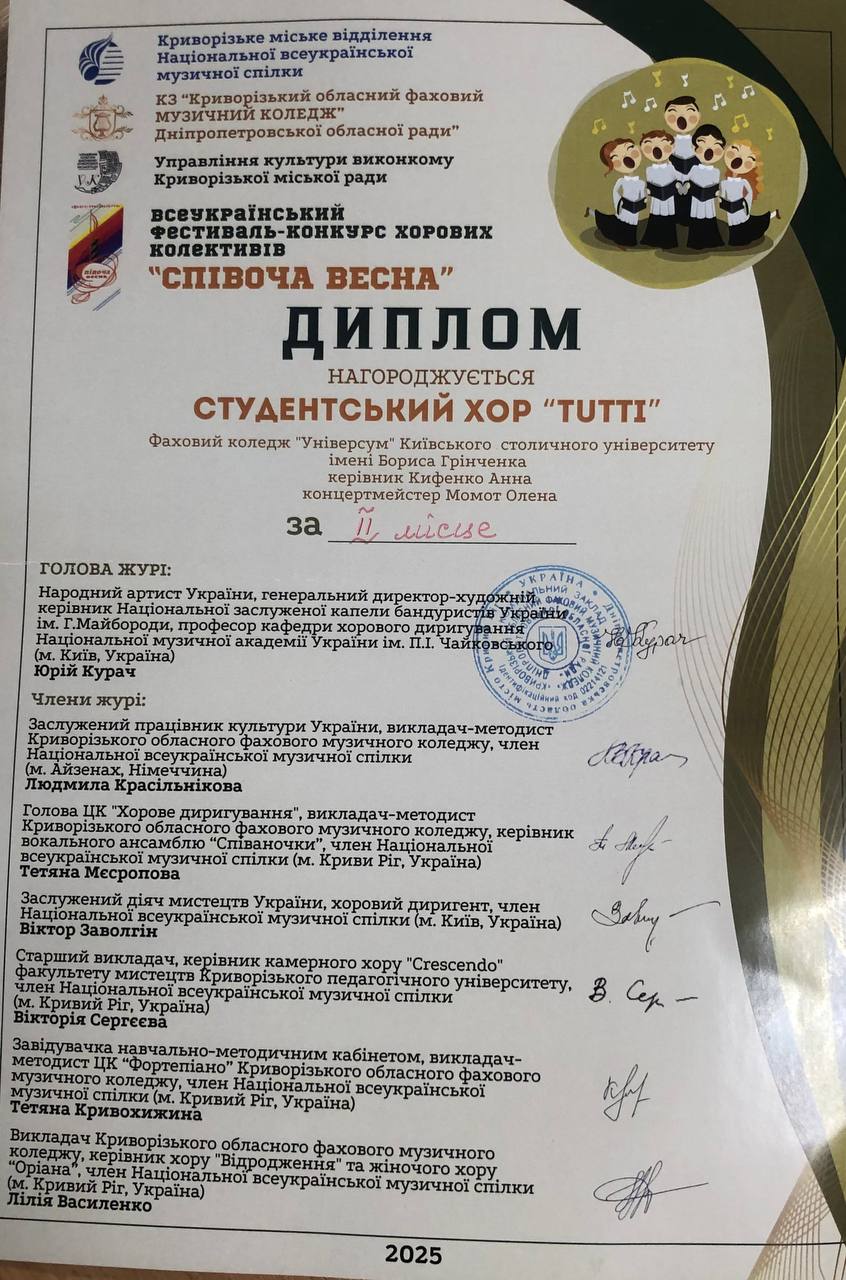 Криворізьке міське відділення
Національної всеукраїнської
музичної спілки
КЗ “Криворізький обласний фаховий
МУЗИЧНИЙ КОЛЕДЖ”
Дніпропетровської обласної ради”
Управління культури виконкому
Криворізької міської ради
ВСЕУКРАЇНСЬКИЙ
ФЕСТИВАЛЬ-КОНКУРС ХОРОВИХ
КОЛЕКТИВІВ
“СПІВОЧА ВЕСНА”
співоча
весна
ДИПЛОМ
НАГОРОДЖУЄТЬСЯ
СТУДЕНТСЬКИЙ ХОР “TUTTI”
Фаховий коледж "Універсум" Київського столичного університету
імені Бориса Грінченка
керівник Кифенко Анна
концертмейстер Момот Олена
за II місце
ГОЛОВА ЖУРІ:
Народний артист України, генеральний директор-художній
керівник Національної заслуженої капели бандуристів України
ім. Г.Майбороди, професор кафедри хорового диригування
Національної музичної академії України ім. П.І. Чайковського
(м. Київ, Україна)
Юрій Курач
Члени журі:
Заслужений працівник культури України, викладач-методист
Криворізького обласного фахового музичного коледжу, член
Національної всеукраїнської музичної спілки
(м. Айзенах, Німеччина)
Людмила Красільнікова
Голова ЦК "Хорове диригування", викладач-методист
Криворізького обласного фахового музичного коледжу, керівник
вокального ансамблю “Співаночки”, член Національної
всеукраїнської музичної спілки (м. Криви Ріг, Україна)
Тетяна Мєсропова
Заслужений діяч мистецтв України, хоровий диригент, член
Національної всеукраїнської музичної спілки (м. Київ, Україна)
Віктор Заволгін
Старший викладач, керівник камерного хору "Crescendo"
факультету мистецтв Криворізького педагогічного університету,
член Національної всеукраїнської музичної спілки
(м. Кривий Ріг, Україна)
Вікторія Сергєєва
В. Сер
Завідувачка навчально-методичним кабінетом, викладач-
методист ЦК “Фортепіано” Криворізького обласного фахового
музичного коледжу, член Національної всеукраїнської
музичної спілки (м. Кривий Ріг, Україна)
Тетяна Кривохижина
Викладач Криворізького обласного фахового музичного
коледжу, керівник хору "Відродження" та жіночого хору
“Оріана”, член Національної всеукраїнської музичної спілки
(м. Кривий Ріг, Україна)
Лілія Василенко
2025